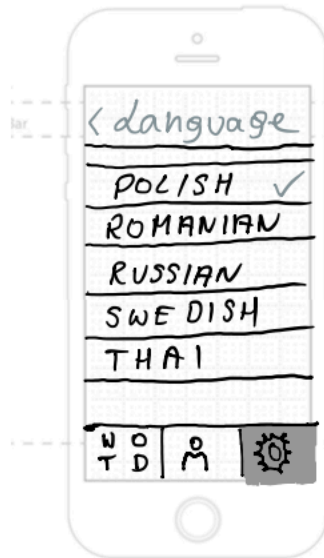 < Language
POLISH ✓
ROMANIAN
RUSSIAN
SWEDISH
THAI
W O
T D